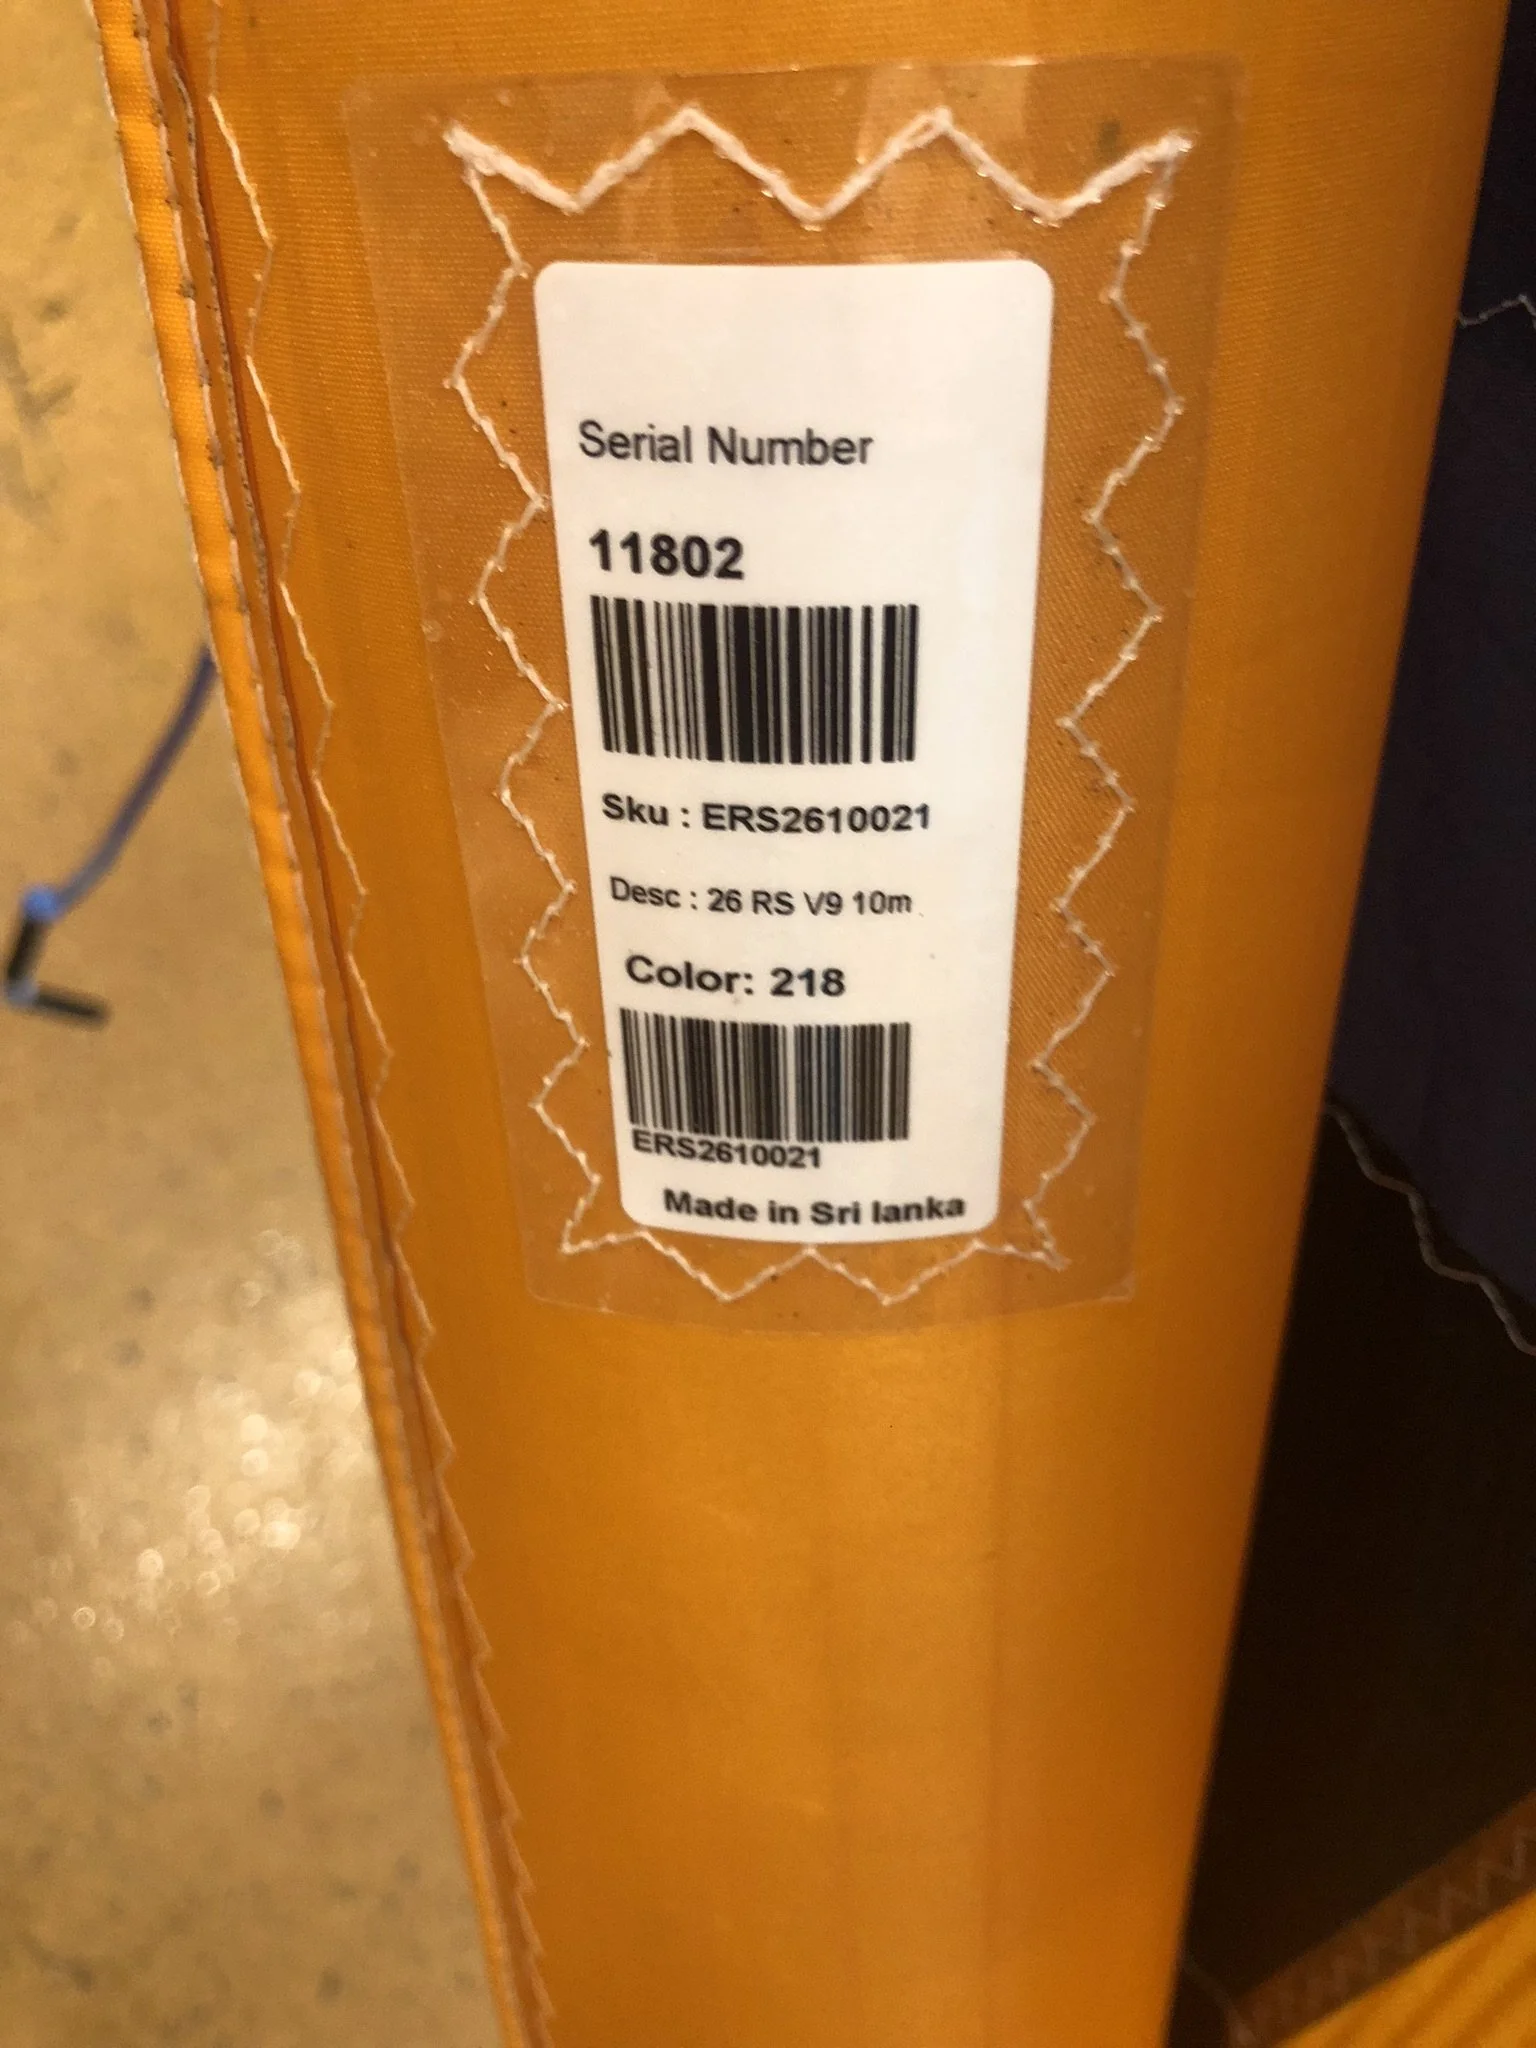 Serial Number
11802
Sku : ERS2610021
Desc : 26 RS V9 10m
Color: 218
ERS2610021
Made in Sri lanka